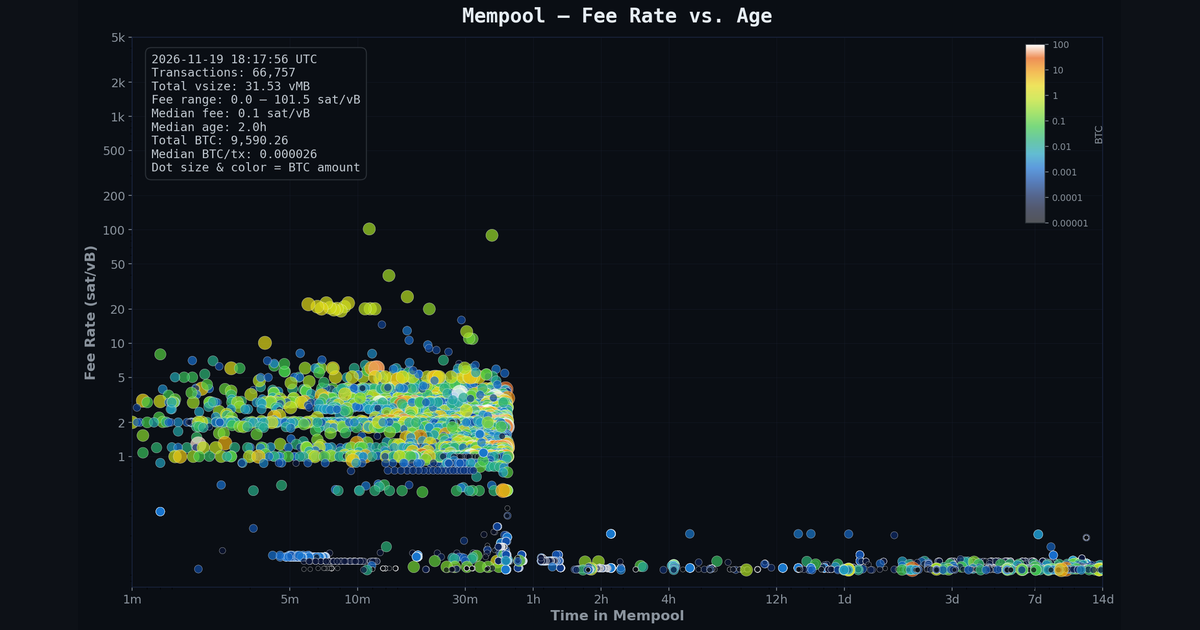 Mempool — Fee Rate vs. Age
2026-11-19 18:17:56 UTC
Transactions: 66,757
Total vsize: 31.53 vMB
Fee range: 0.0 — 101.5 sat/vB
Median fee: 0.1 sat/vB
Median age: 2.0h
Total BTC: 9,590.26
Median BTC/tx: 0.000026
Dot size & color = BTC amount
5k
2k
1k
500
200
100
50
20
10
5
2
1
Fee Rate (sat/vB)
100
10
1
0.1
0.01
0.001
0.0001
0.00001
BTC
1m
5m
10m
30m
1h
2h
4h
12h
1d
3d
7d
14d
Time in Mempool